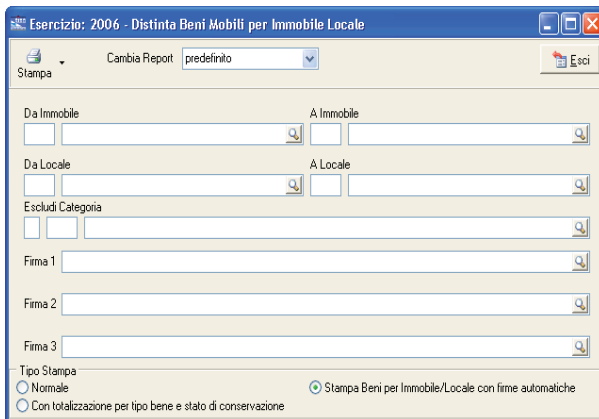 Esercizio: 2006 - Distinta Beni Mobili per Immobile Locale
Stampa Cambia Report predefinito Esci
Da Immobile A Immobile
Da Locale A Locale
Escludi Categoria
Firma 1
Firma 2
Firma 3
Tipo Stampa
Normale Stampa Beni per Immobile/Locale con firme automatiche
Con totalizzazione per tipo bene e stato di conservazione